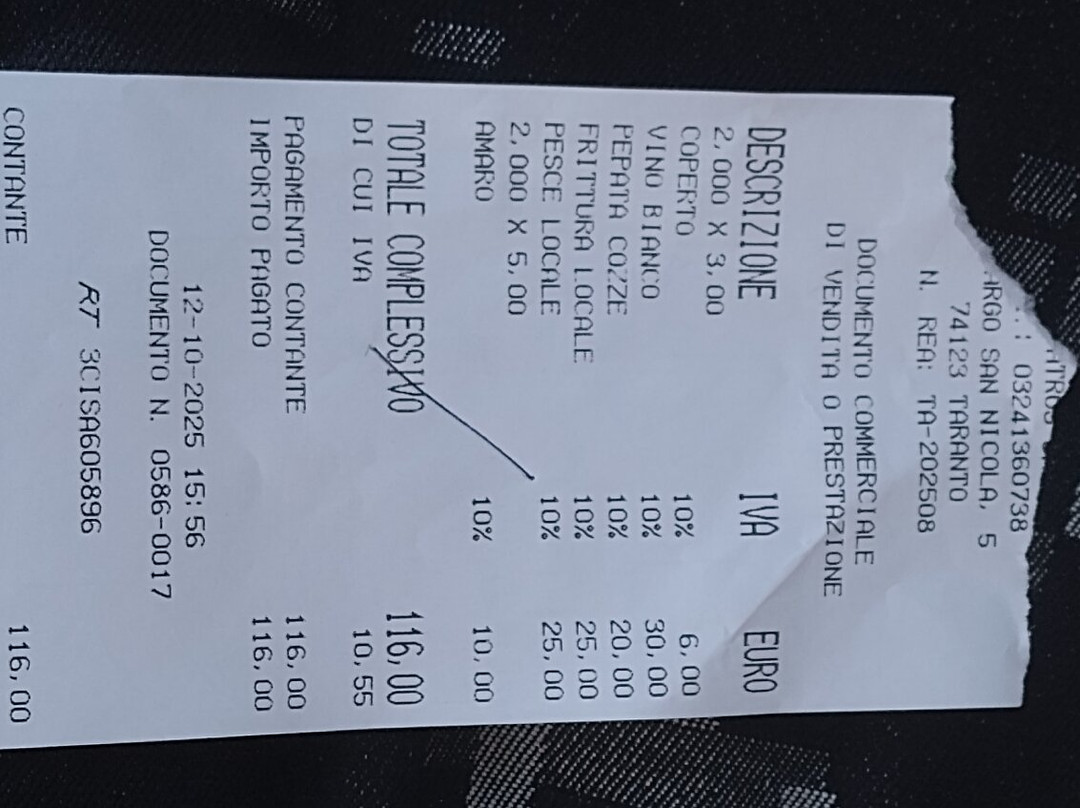 : 03241360738
ARGO SAN NICOLA, 5
74123 TARANTO
N. REA: TA-202508
DOCUMENTO COMMERCIALE
DI VENDITA O PRESTAZIONE
DESCRIZIONE IVA EURO
2,000 X 3,00
COPERTO 10% 6,00
VINO BIANCO 10% 30,00
PEPATA COZZE 10% 20,00
FRITTURA LOCALE 10% 25,00
PESCE LOCALE 10% 25,00
2,000 X 5,00
AMARO 10% 10,00
TOTALE COMPLESSIVO 116,00
DI CUI IVA 10,55
PAGAMENTO CONTANTE 116,00
IMPORTO PAGATO 116,00
12-10-2025 15:56
DOCUMENTO N. 0586-0017
RT 3CISA605896
CONTANTE 116,00